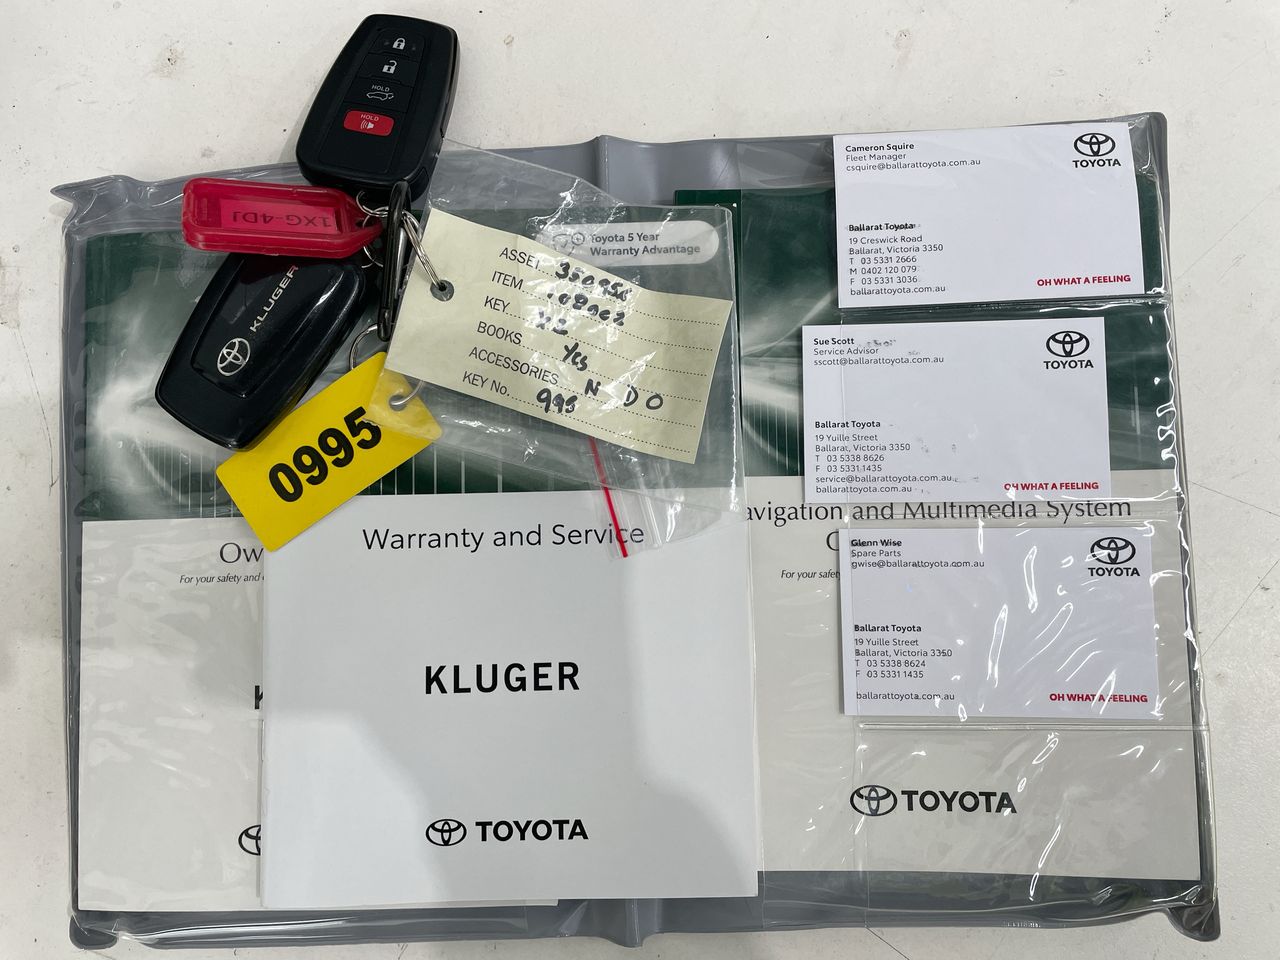 HOLD
HOLD
1XG-4DJ
KLUGER
0995
ASSET
ITEM
KEY X2
BOOKS Yes
ACCESSORIES N D O
KEY No. 995
Toyota 5 Year
Warranty Advantage
Warranty and Service
KLUGER
TOYOTA
For your safety and
avigation and Multimedia System
For your safety
TOYOTA
Cameron Squire
Fleet Manager
csquire@ballarattoyota.com.au
TOYOTA
Ballarat Toyota
19 Creswick Road
Ballarat, Victoria 3350
T 03 5331 2666
M 0402 120 079
F 03 5331 3036
ballarattoyota.com.au
OH WHAT A FEELING
Sue Scott
Service Advisor
sscott@ballarattoyota.com.au
TOYOTA
Ballarat Toyota
19 Yuille Street
Ballarat, Victoria 3350
T 03 5338 8626
F 03 5331 1435
service@ballarattoyota.com.au
ballarattoyota.com.au
OH WHAT A FEELING
Glenn Wise
Spare Parts
gwise@ballarattoyota.com.au
TOYOTA
Ballarat Toyota
19 Yuille Street
Ballarat, Victoria 3350
T 03 5338 8624
F 03 5331 1435
ballarattoyota.com.au
OH WHAT A FEELING